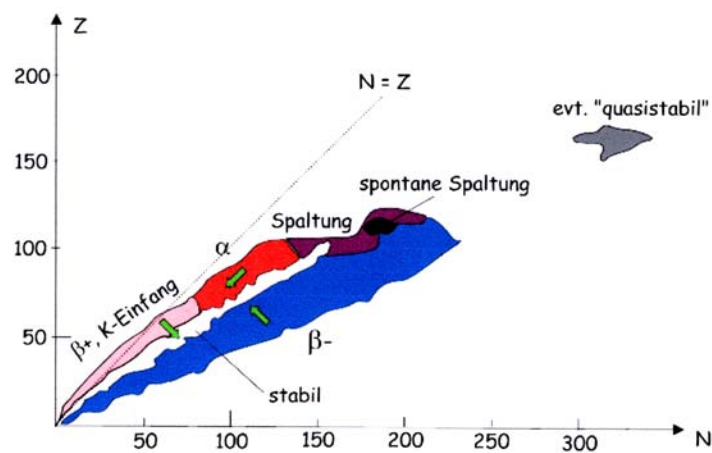 Z
200
N = Z
evt. "quasistabil"
150
spontane Spaltung
Spaltung
100
α
β+, K-Einfang
50
β-
stabil
50
100
150
200
250
300
N